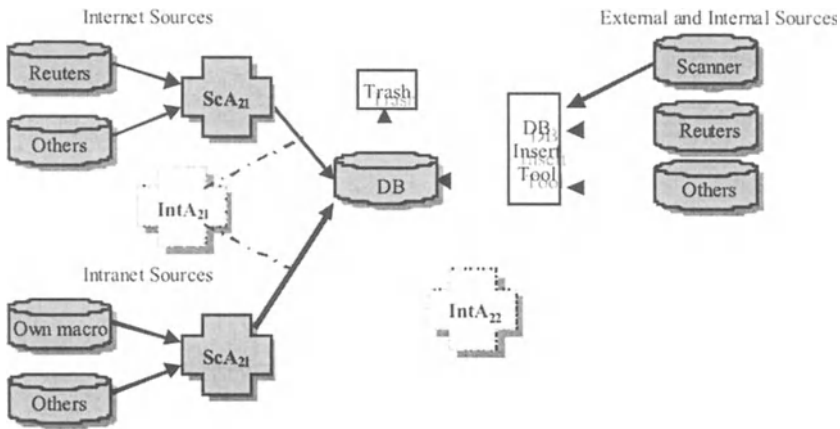 Internet Sources
External and Internal Sources
Reuters
Others
ScA21
Trash
DB
DB
Insert
Tool
Scanner
Reuters
Others
IntA21
Intranet Sources
Own macro
Others
ScA21
IntA22